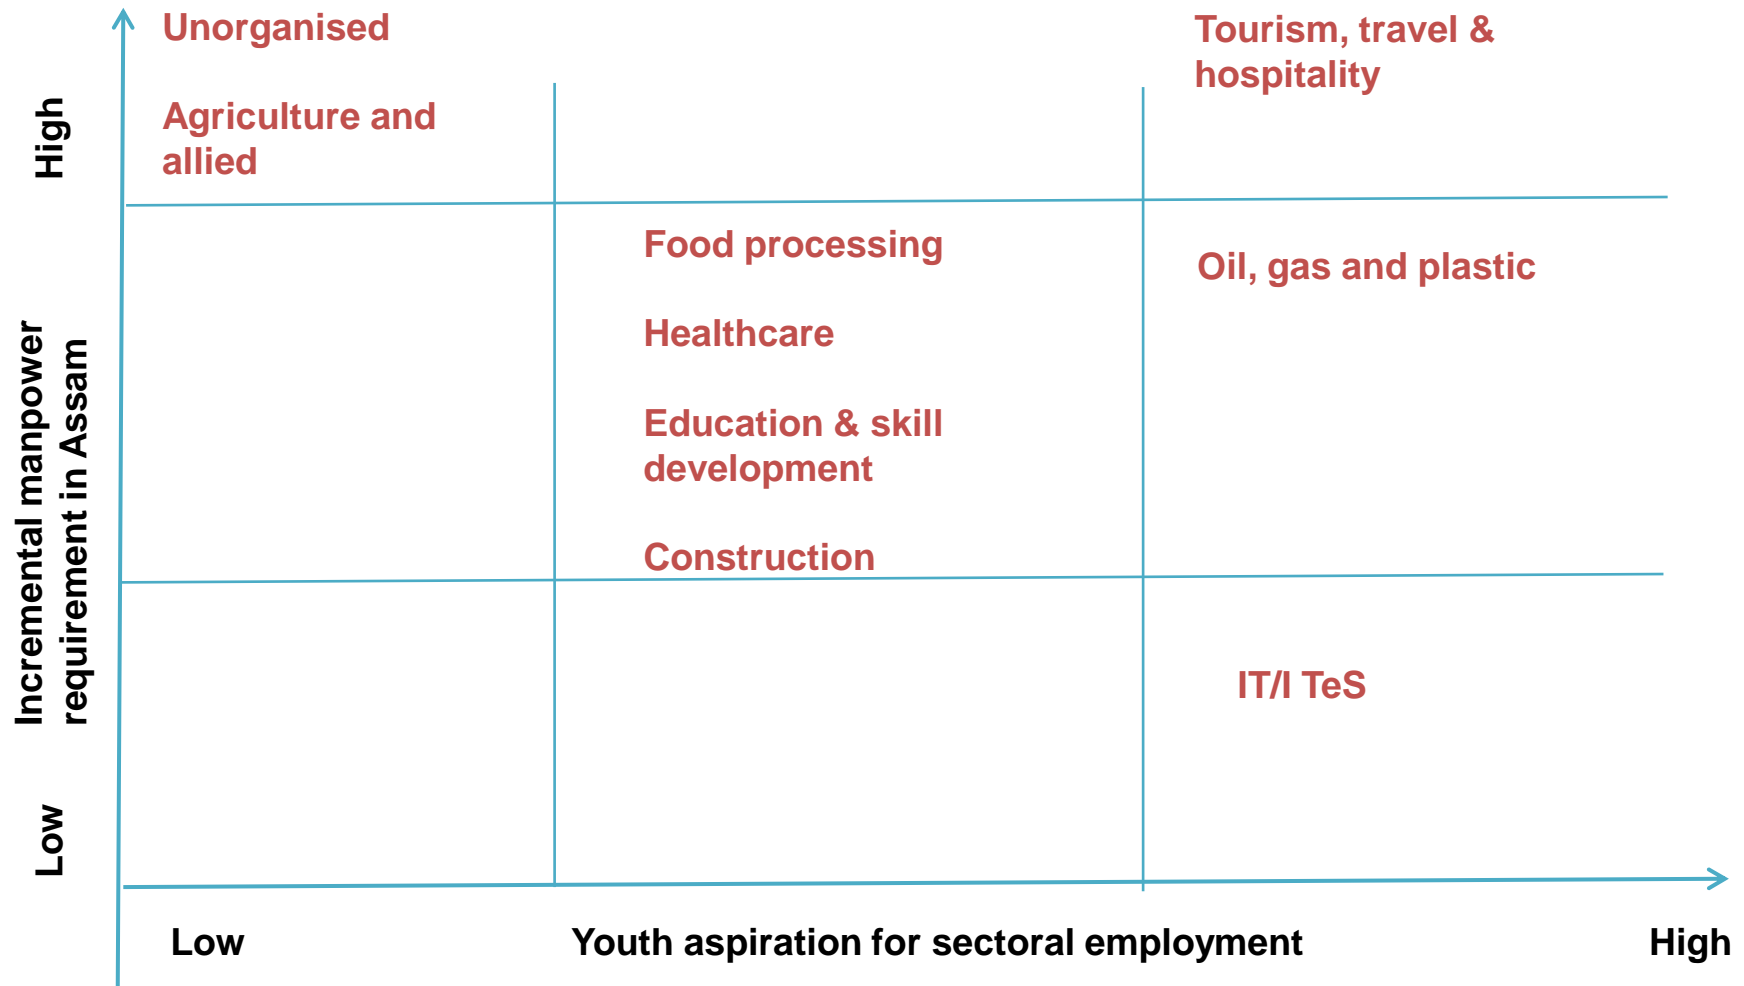 Unorganised
Tourism, travel &
hospitality
High
Agriculture and
allied
Food processing
Oil, gas and plastic
Healthcare
Incremental manpower
requirement in Assam
Education & skill
development
Construction
IT/I TeS
Low
Low
Youth aspiration for sectoral employment
High